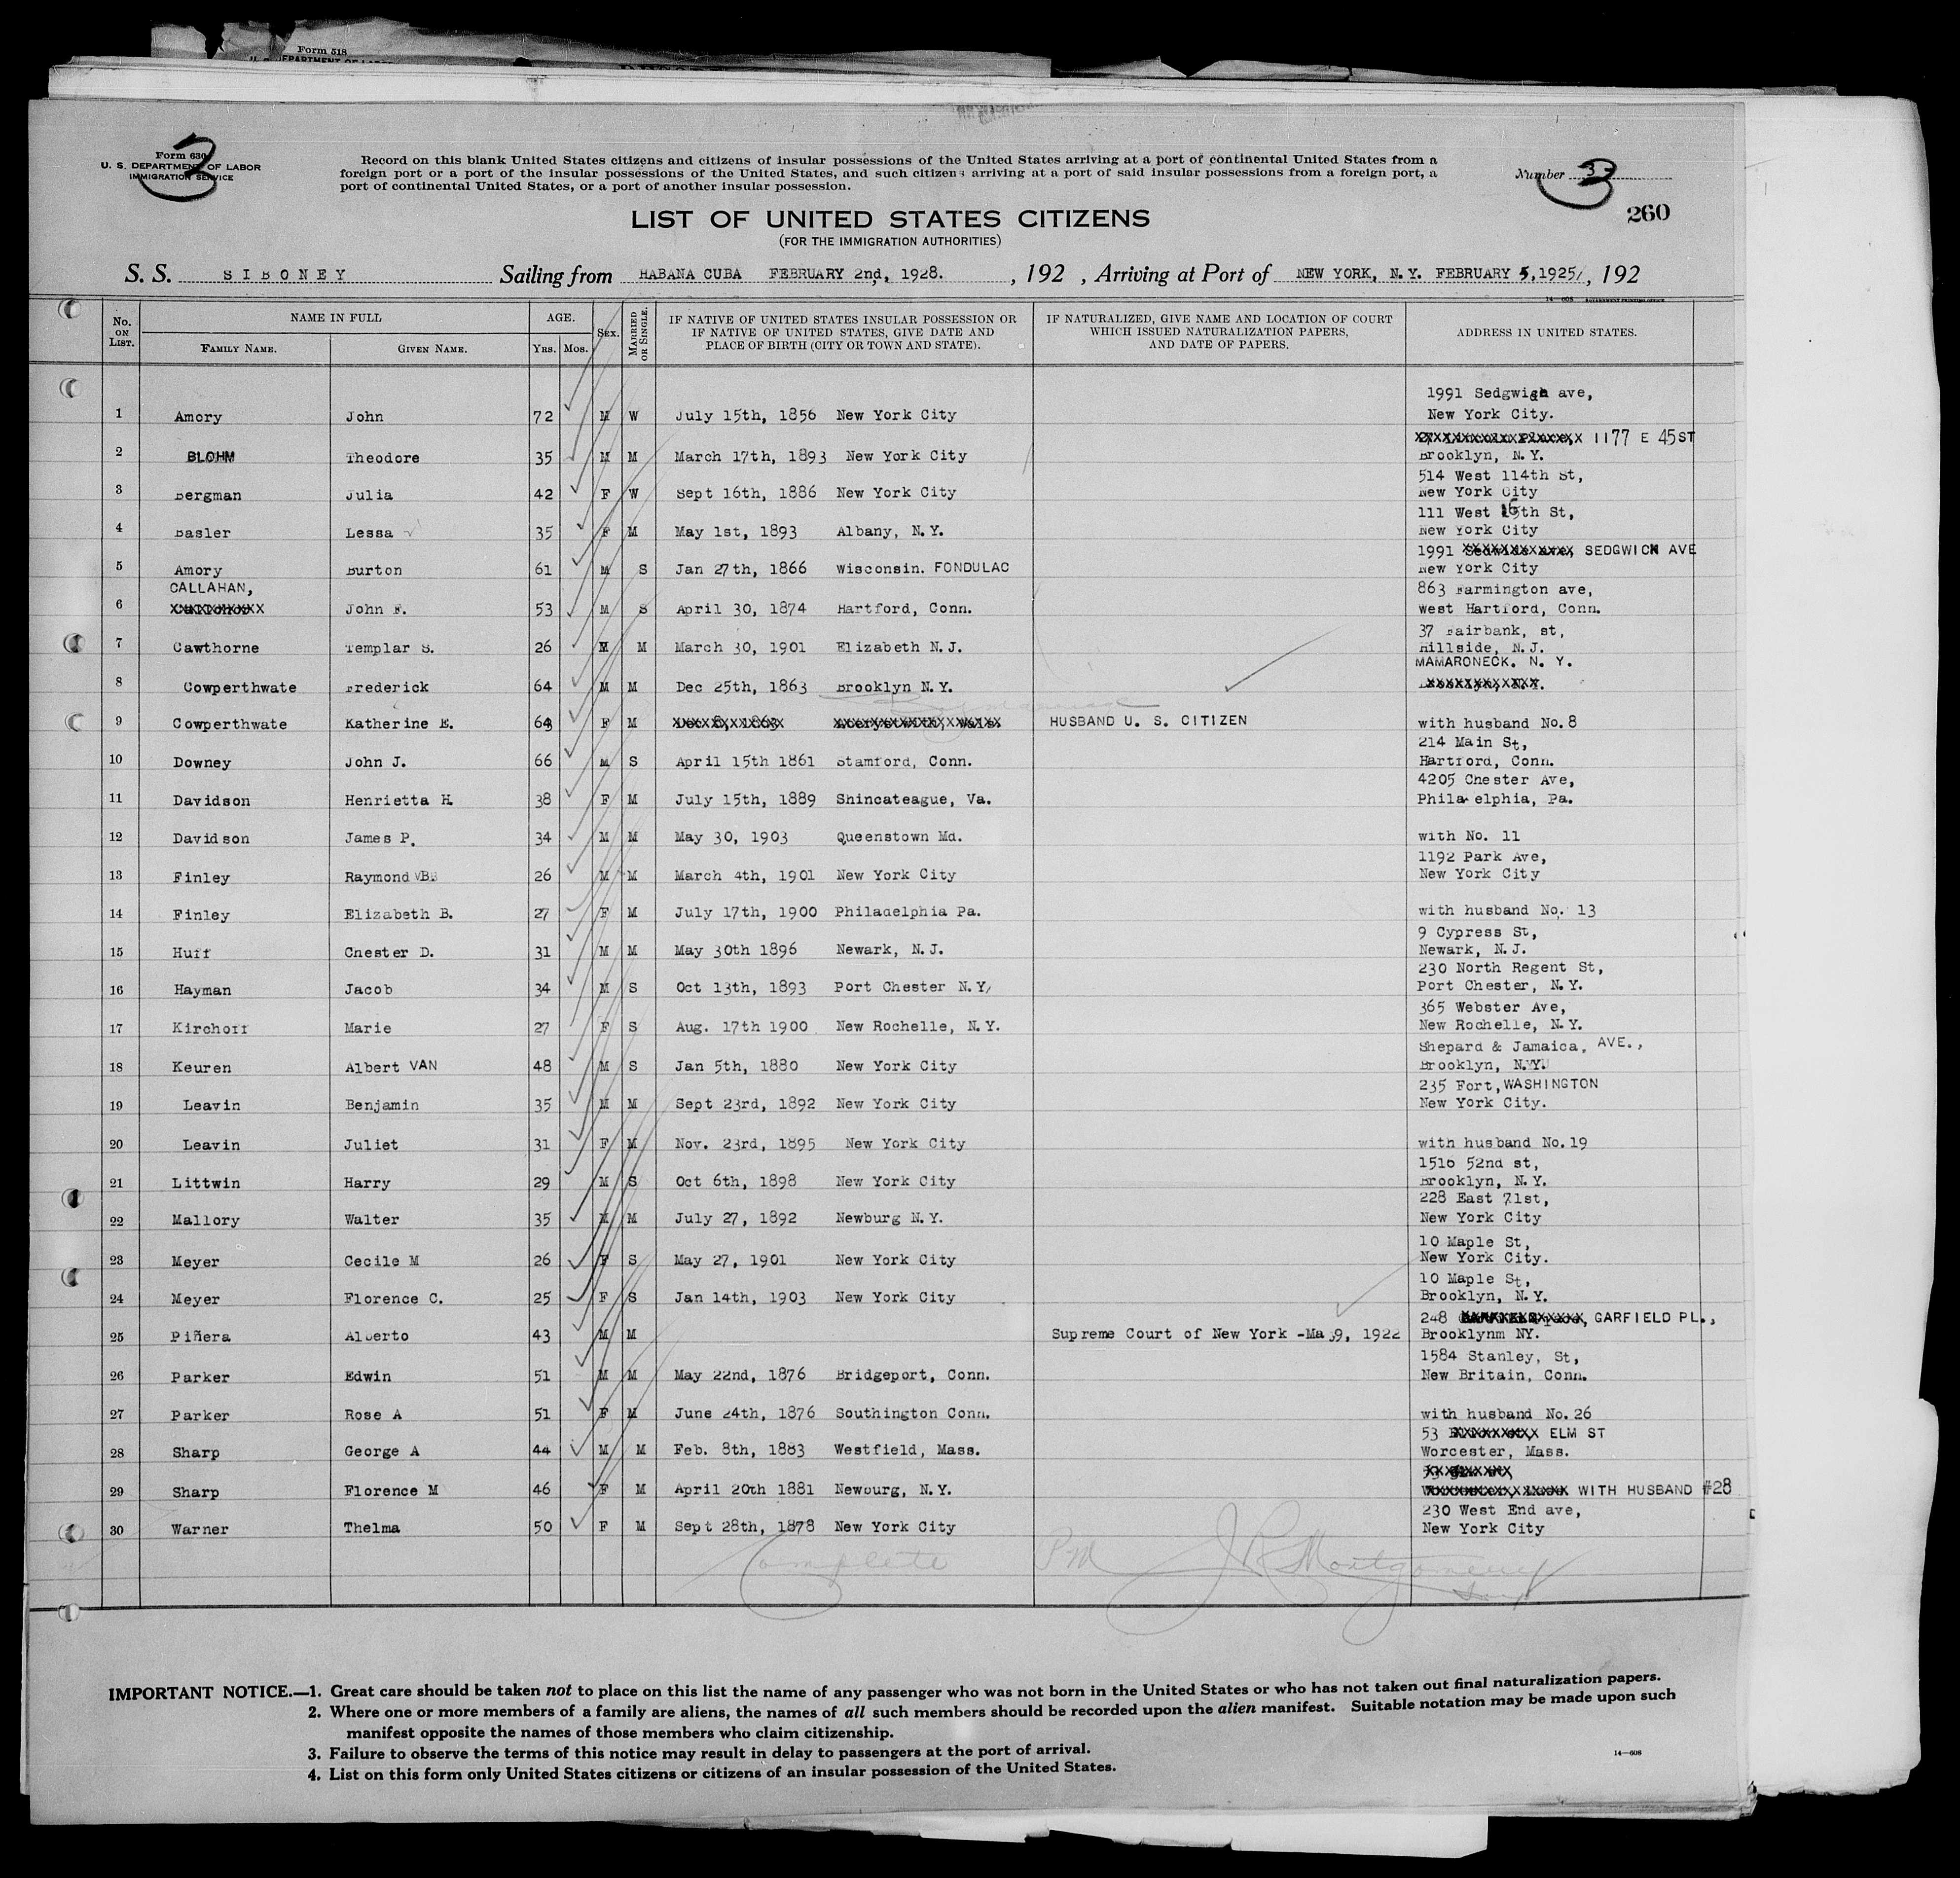 Form 518
Form 630
U. S. DEPARTMENT OF LABOR
IMMIGRATION SERVICE
3
Record on this blank United States citizens and citizens of insular possessions of the United States arriving at a port of continental United States from a
foreign port or a port of the insular possessions of the United States, and such citizens arriving at a port of said insular possessions from a foreign port, a
port of continental United States, or a port of another insular possession.
Number 3
3
260
LIST OF UNITED STATES CITIZENS
(FOR THE IMMIGRATION AUTHORITIES)
S. S. SIBONEY Sailing from HABANA CUBA FEBRUARY 2nd, 1928. , 192 , Arriving at Port of NEW YORK, N.Y. FEBRUARY 5, 1925/, 192
14—608 GOVERNMENT PRINTING OFFICE
No. ON LIST. NAME IN FULL FAMILY NAME. GIVEN NAME. AGE. YRS. MOS. SEX. MARRIED OR SINGLE. IF NATIVE OF UNITED STATES INSULAR POSSESSION OR IF NATIVE OF UNITED STATES, GIVE DATE AND PLACE OF BIRTH (CITY OR TOWN AND STATE). IF NATURALIZED, GIVE NAME AND LOCATION OF COURT WHICH ISSUED NATURALIZATION PAPERS, AND DATE OF PAPERS. ADDRESS IN UNITED STATES.
1991 Sedgwick ave,
1 Amory John 72 M W July 15th, 1856 New York City New York City.
1177 E 45ST
2 BLOHM Theodore 35 M M March 17th, 1893 New York City Brooklyn, N.Y.
514 West 114th St,
3 Bergman Julia 42 F W Sept 16th, 1886 New York City New York City
111 West 16th St,
4 Basler Lessa 35 F M May 1st, 1893 Albany, N.Y. New York City
1991 SEDGWICK AVE
5 Amory Burton 61 M S Jan 27th, 1866 Wisconsin. FONDULAC New York City
CALLAHAN, 863 Farmington ave,
6 John F. 53 M S April 30, 1874 Hartford, Conn. West Hartford, Conn.
37 Fairbank, st,
7 Cawthorne Templar S. 26 M M March 30, 1901 Elizabeth N.J. Hillside, N.J.
MAMARONECK. N. Y.
8 Cowperthwate Frederick 64 M M Dec 25th, 1863 Brooklyn N.Y.
9 Cowperthwate Katherine E. 64 F M HUSBAND U. S. CITIZEN with husband No.8
214 Main St,
10 Downey John J. 66 M S April 15th 1861 Stamford, Conn. Hartford, Conn.
4205 Chester Ave,
11 Davidson Henrietta H. 38 F M July 15th, 1889 Shincateague, Va. Phila elphia, Pa.
12 Davidson James P. 34 M M May 30, 1903 Queenstown Md. with No. 11
1192 Park Ave,
13 Finley Raymond 26 M M March 4th, 1901 New York City New York City
14 Finley Elizabeth B. 27 F M July 17th, 1900 Philadelphia Pa. with husband No. 13
9 Cypress St,
15 Huff Chester D. 31 M M May 30th 1896 Newark, N.J. Newark, N.J.
230 North Regent St,
16 Hayman Jacob 34 M S Oct 13th, 1893 Port Chester N.Y, Port Chester, N.Y.
365 Webster Ave,
17 Kirchoff Marie 27 F S Aug. 17th 1900 New Rochelle, N.Y. New Rochelle, N.Y.
Shepard & Jamaica, AVE.,
18 Keuren Albert VAN 48 M S Jan 5th, 1880 New York City Brooklyn, N.Y.
235 Fort, WASHINGTON
19 Leavin Benjamin 35 M M Sept 23rd, 1892 New York City New York City.
20 Leavin Juliet 31 F M Nov. 23rd, 1895 New York City with husband No.19
1516 52nd st,
21 Littwin Harry 29 M S Oct 6th, 1898 New York City Brooklyn, N.Y.
228 East 71st,
22 Mallory Walter 35 M M July 27, 1892 Newburg N.Y. New York City
10 Maple St,
23 Meyer Cecile M 26 F S May 27, 1901 New York City New York City.
10 Maple St,
24 Meyer Florence C. 25 F S Jan 14th, 1903 New York City Brooklyn, N.Y.
248 GARFIELD PL.,
25 Piñera Alberto 43 M M Supreme Court of New York -Ma 9, 1922 Brooklynm NY.
1584 Stanley, St,
26 Parker Edwin 51 M M May 22nd, 1876 Bridgeport, Conn. New Britain, Conn.
27 Parker Rose A 51 F M June 24th, 1876 Southington Conn. with husband No.26
53 ELM ST
28 Sharp George A 44 M M Feb. 8th, 1883 Westfield, Mass. Worcester, Mass.
29 Sharp Florence M 46 F M April 20th 1881 Newburg, N.Y. WITH HUSBAND #28
230 West End ave,
30 Warner Thelma 50 F M Sept 28th, 1878 New York City New York City
Complete PM J R Montgomery
IMPORTANT NOTICE.—1. Great care should be taken not to place on this list the name of any passenger who was not born in the United States or who has not taken out final naturalization papers.
2. Where one or more members of a family are aliens, the names of all such members should be recorded upon the alien manifest. Suitable notation may be made upon such
manifest opposite the names of those members who claim citizenship.
3. Failure to observe the terms of this notice may result in delay to passengers at the port of arrival.
4. List on this form only United States citizens or citizens of an insular possession of the United States.
14—608